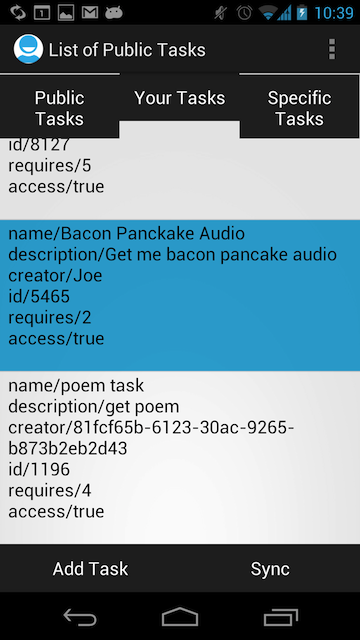 10:39
List of Public Tasks
Public Tasks
Your Tasks
Specific Tasks
id/8127
requires/5
access/true
name/Bacon Panckake Audio
description/Get me bacon pancake audio
creator/Joe
id/5465
requires/2
access/true
name/poem task
description/get poem
creator/81fcf65b-6123-30ac-9265-
b873b2eb2d43
id/1196
requires/4
access/true
Add Task
Sync